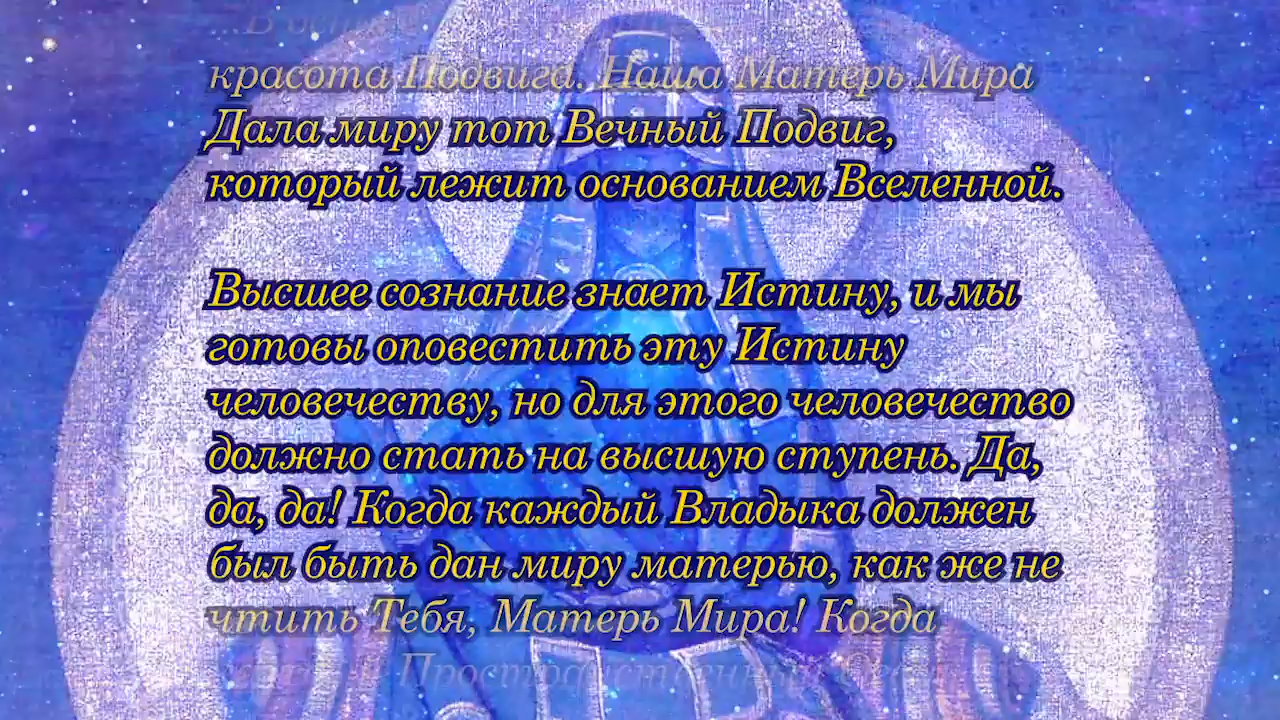 ...В осн
красота Подвига. Наша Матерь Мира
Дала миру тот Вечный Подвиг,
который лежит основанием Вселенной.
Высшее сознание знает Истину, и мы
готовы оповестить эту Истину
человечеству, но для этого человечество
должно стать на высшую ступень. Да,
да, да! Когда каждый Владыка должен
был быть дан миру матерью, как же не
чтить Тебя, Матерь Мира! Когда